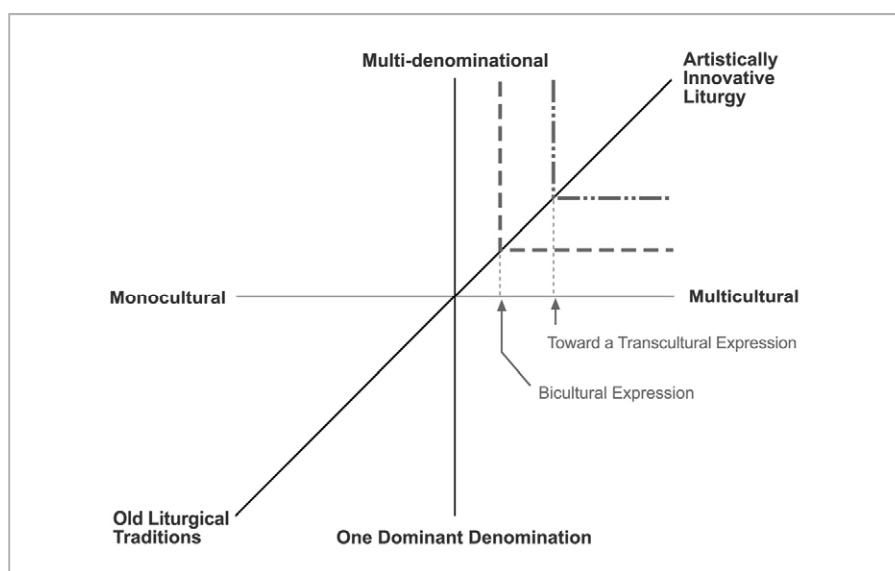 Multi-denominational
Artistically
Innovative
Liturgy
Monocultural
Multicultural
Toward a Transcultural Expression
Bicultural Expression
Old Liturgical
Traditions
One Dominant Denomination